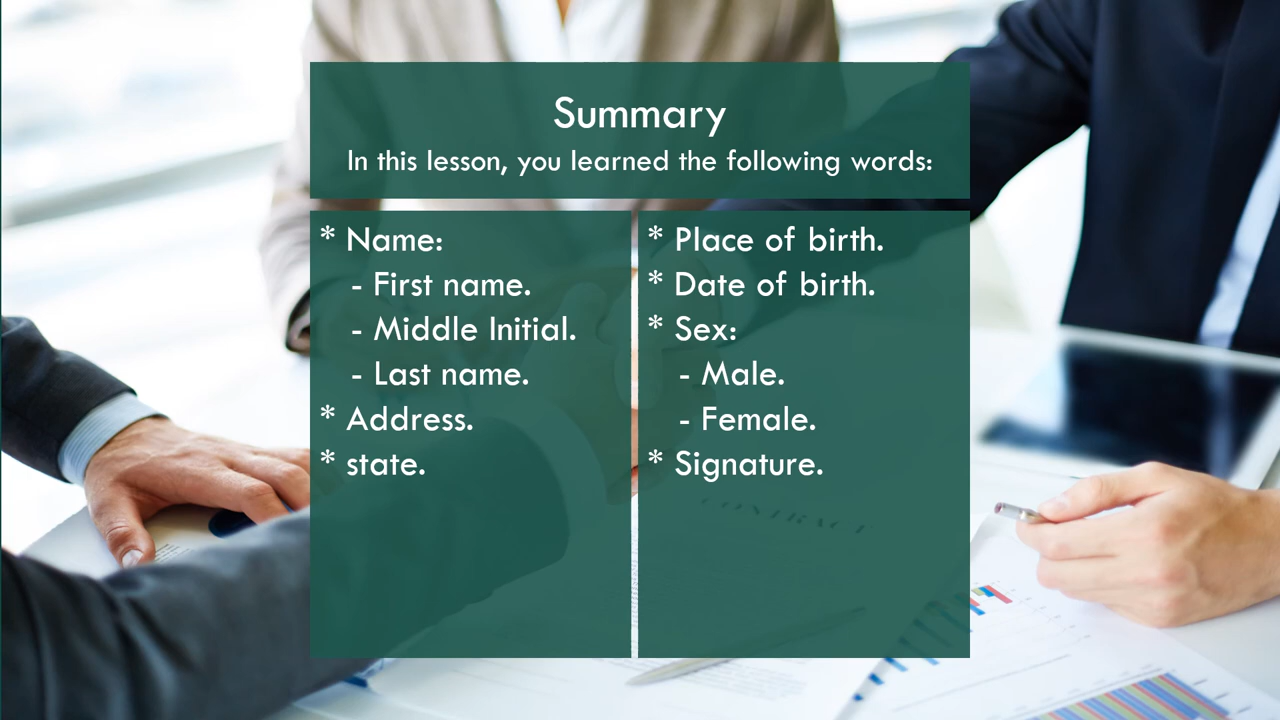 Summary
In this lesson, you learned the following words:
* Name:
- First name.
- Middle Initial.
- Last name.
* Address.
* state.
* Place of birth.
* Date of birth.
* Sex:
- Male.
- Female.
* Signature.
CONTRACT